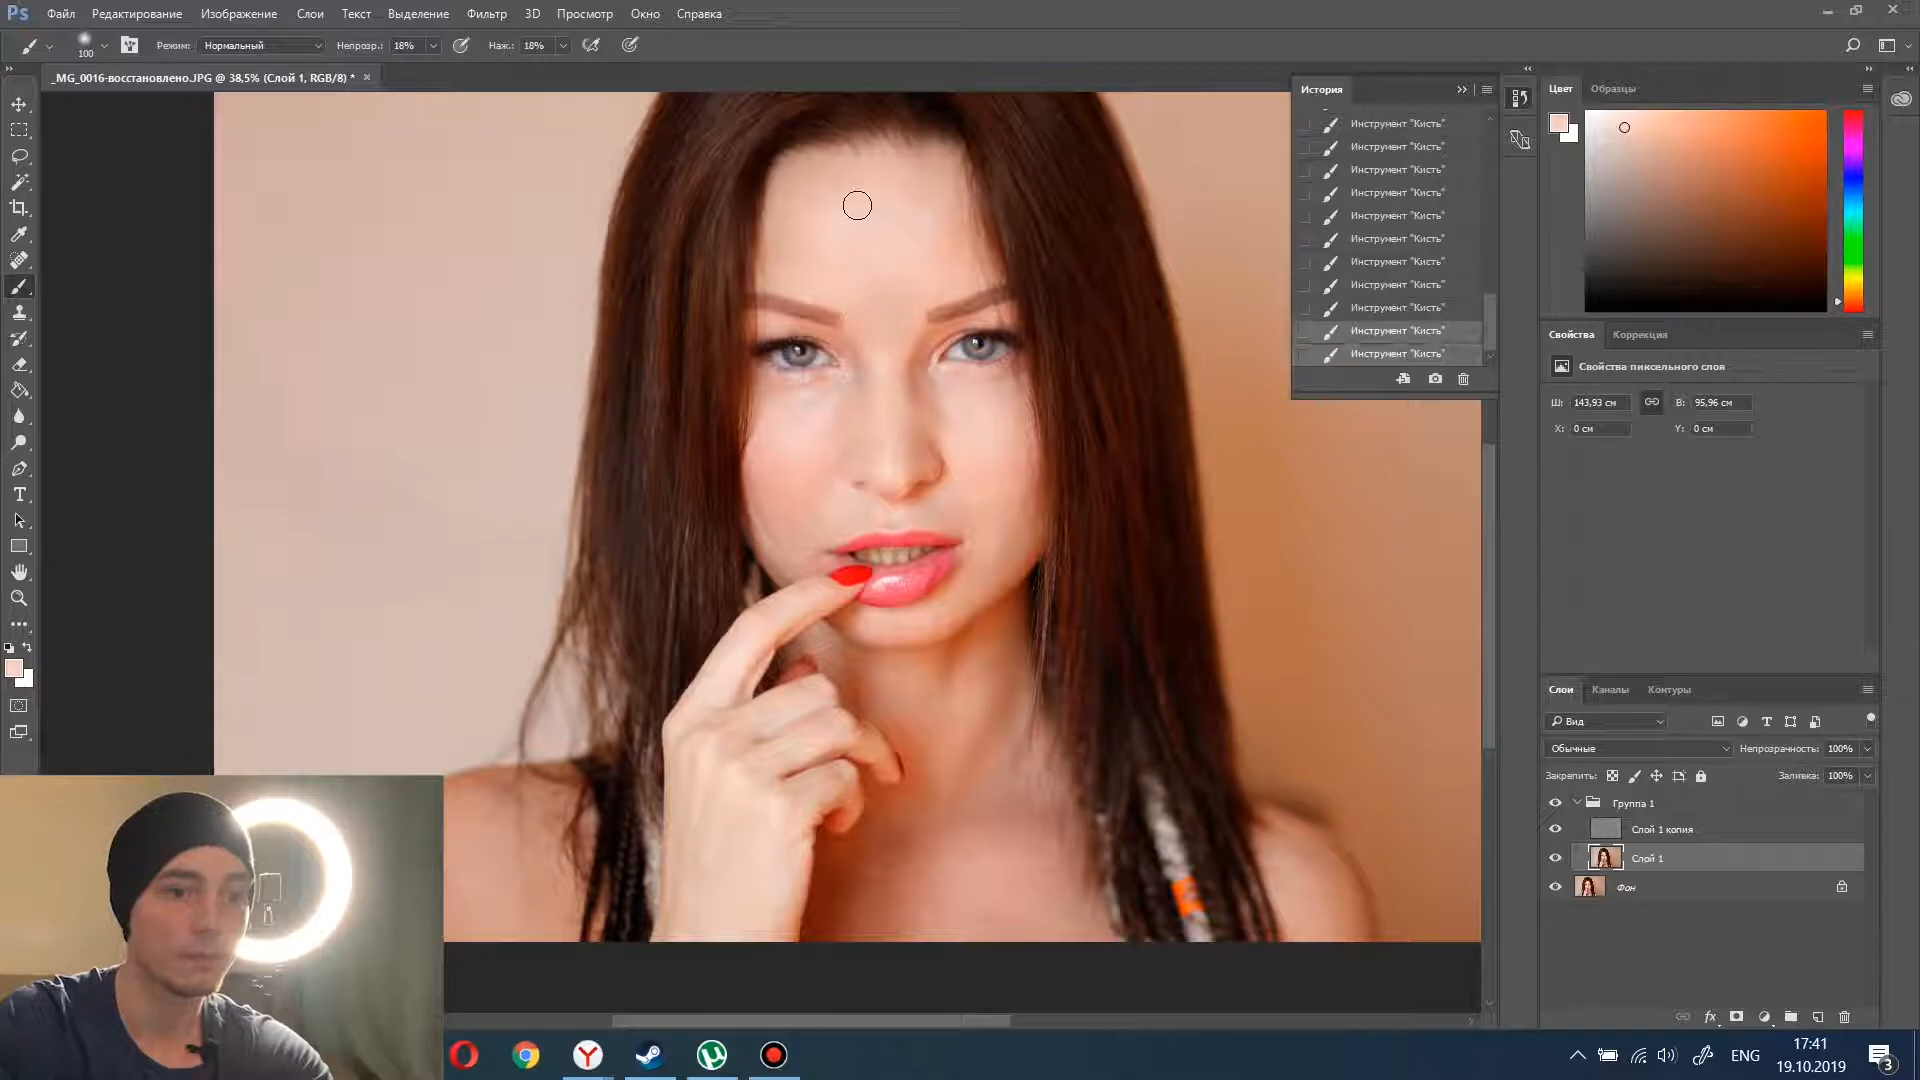 Ps Файл Редактирование Изображение Слои Текст Выделение Фильтр 3D Просмотр Окно Справка
100 Режим: Нормальный Непрозр.: 18% Наж.: 18%
_MG_0016-восстановлено.JPG @ 38,5% (Слой 1, RGB/8) * ×
История
Инструмент "Кисть"
Инструмент "Кисть"
Инструмент "Кисть"
Инструмент "Кисть"
Инструмент "Кисть"
Инструмент "Кисть"
Инструмент "Кисть"
Инструмент "Кисть"
Инструмент "Кисть"
Инструмент "Кисть"
Инструмент "Кисть"
Цвет Образцы
Свойства Коррекция
Свойства пиксельного слоя
Ш: 143,93 см В: 95,96 см
X: 0 см Y: 0 см
Слои Каналы Контуры
Вид
Обычные Непрозрачность: 100%
Закрепить: Заливка: 100%
Группа 1
Слой 1 копия
Слой 1
Фон
fx
ENG
17:41
19.10.2019
3